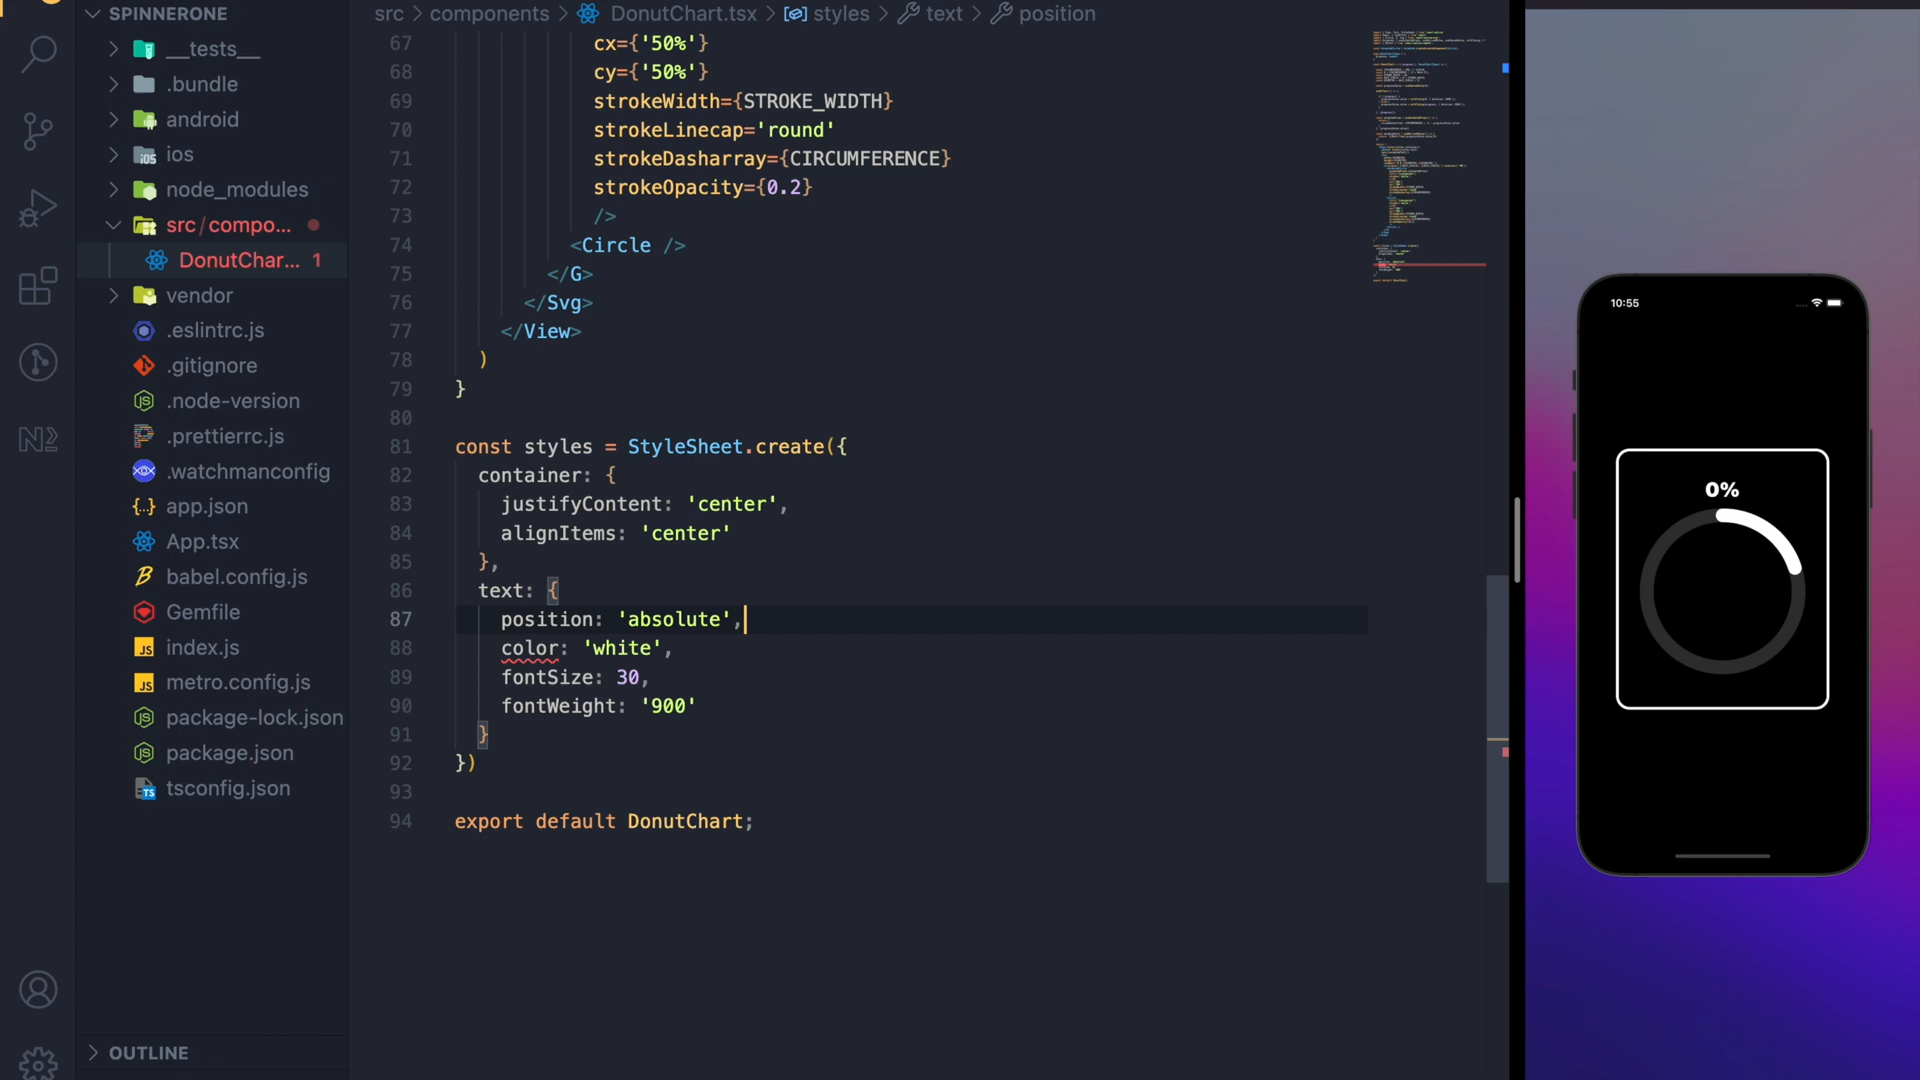 SPINNERONE
__tests__
.bundle
android
ios
node_modules
src/compo...
DonutChar... 1
vendor
.eslintrc.js
.gitignore
.node-version
.prettierrc.js
.watchmanconfig
app.json
App.tsx
babel.config.js
Gemfile
index.js
metro.config.js
package-lock.json
package.json
tsconfig.json
OUTLINE
src > components > DonutChart.tsx > styles > text > position
67 cx={'50%'}
68 cy={'50%'}
69 strokeWidth={STROKE_WIDTH}
70 strokeLinecap='round'
71 strokeDasharray={CIRCUMFERENCE}
72 strokeOpacity={0.2}
73 />
74 <Circle />
75 </G>
76 </Svg>
77 </View>
78 )
79 }
80
81 const styles = StyleSheet.create({
82 container: {
83 justifyContent: 'center',
84 alignItems: 'center'
85 },
86 text: {
87 position: 'absolute',
88 color: 'white',
89 fontSize: 30,
90 fontWeight: '900'
91 }
92 })
93
94 export default DonutChart;
10:55
0%